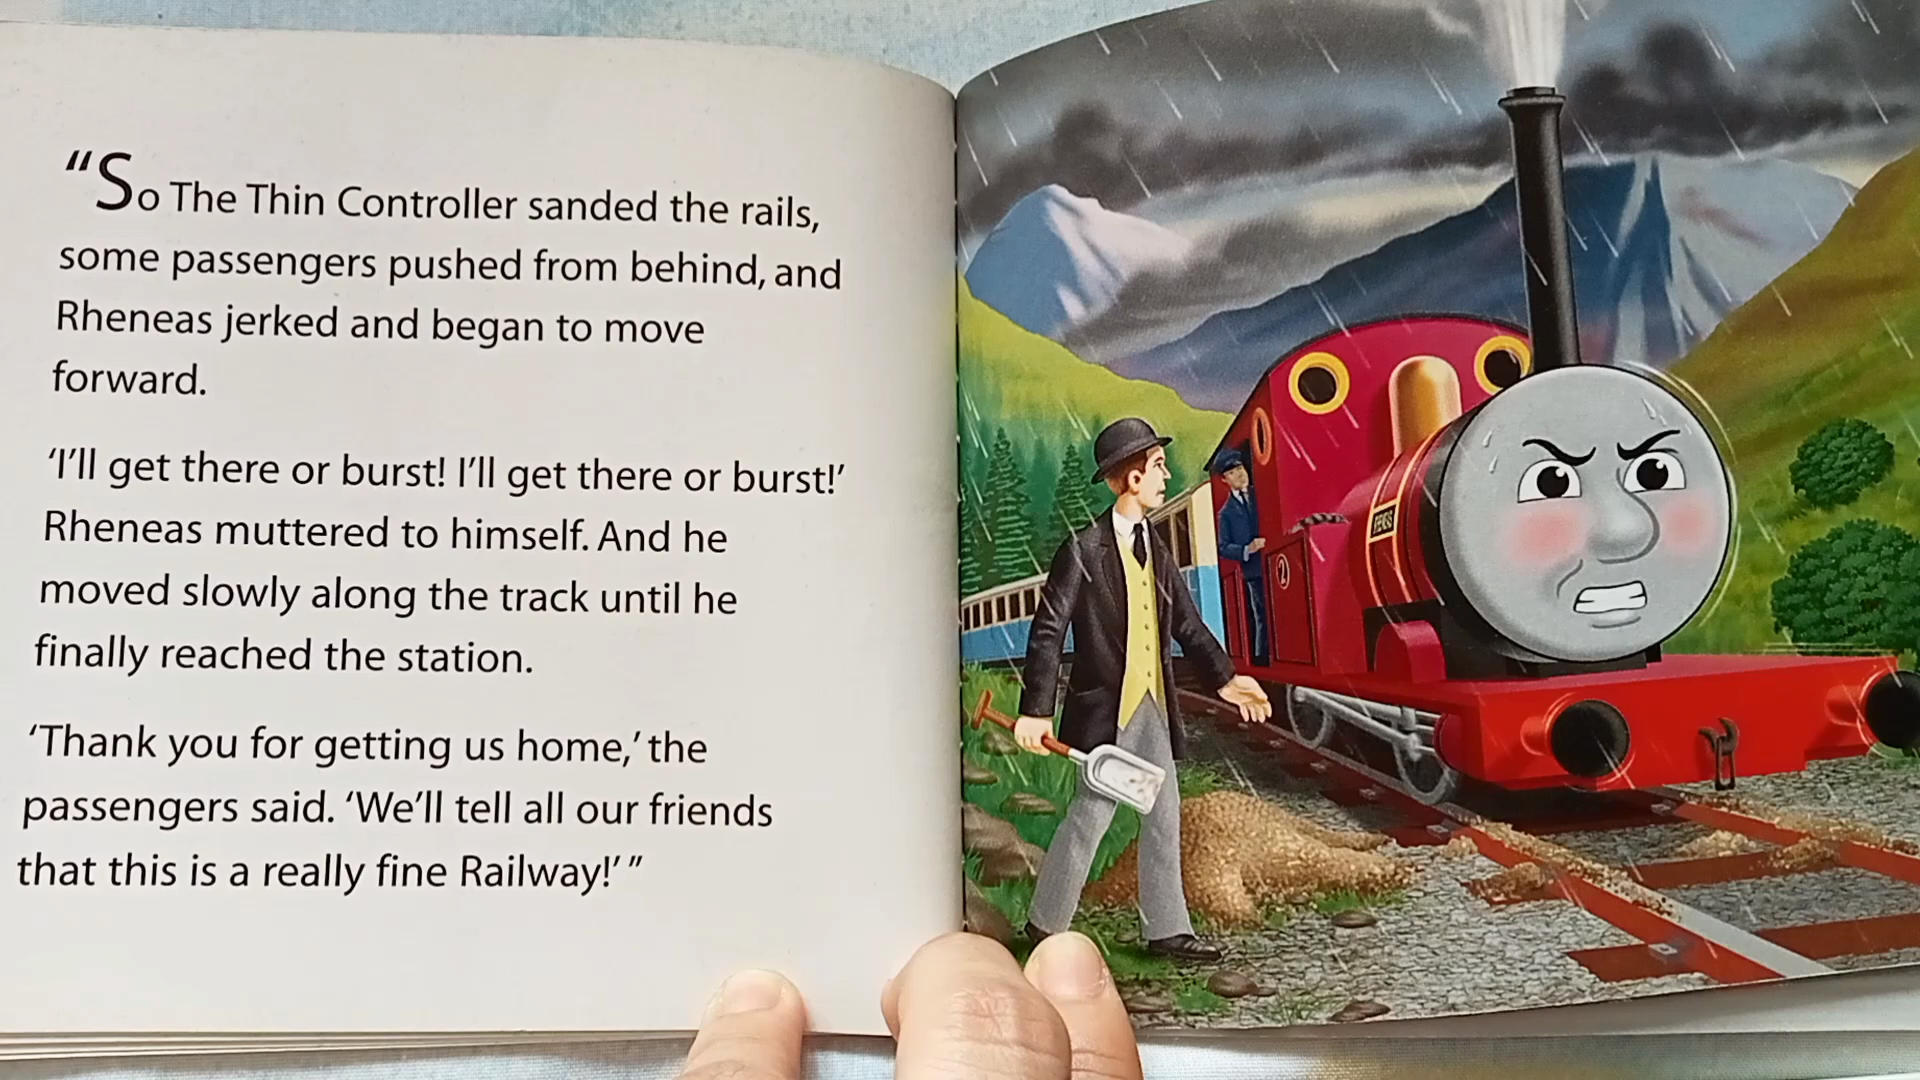 “So The Thin Controller sanded the rails,
some passengers pushed from behind, and
Rheneas jerked and began to move
forward.
‘I’ll get there or burst! I’ll get there or burst!’
Rheneas muttered to himself. And he
moved slowly along the track until he
finally reached the station.
‘Thank you for getting us home,’ the
passengers said. ‘We’ll tell all our friends
that this is a really fine Railway!’ ”
2